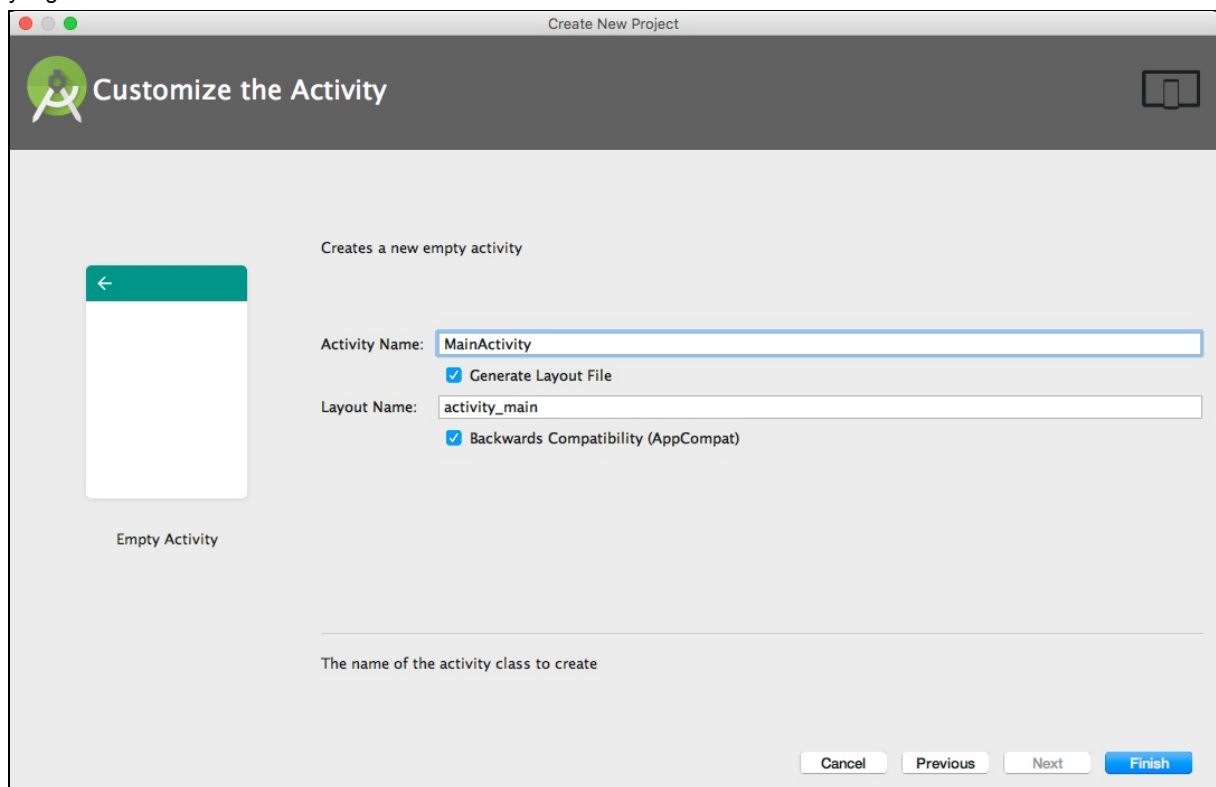 Create New Project
Customize the Activity
Creates a new empty activity
Activity Name: MainActivity
Generate Layout File
Layout Name: activity_main
Backwards Compatibility (AppCompat)
Empty Activity
The name of the activity class to create
Cancel Previous Next Finish